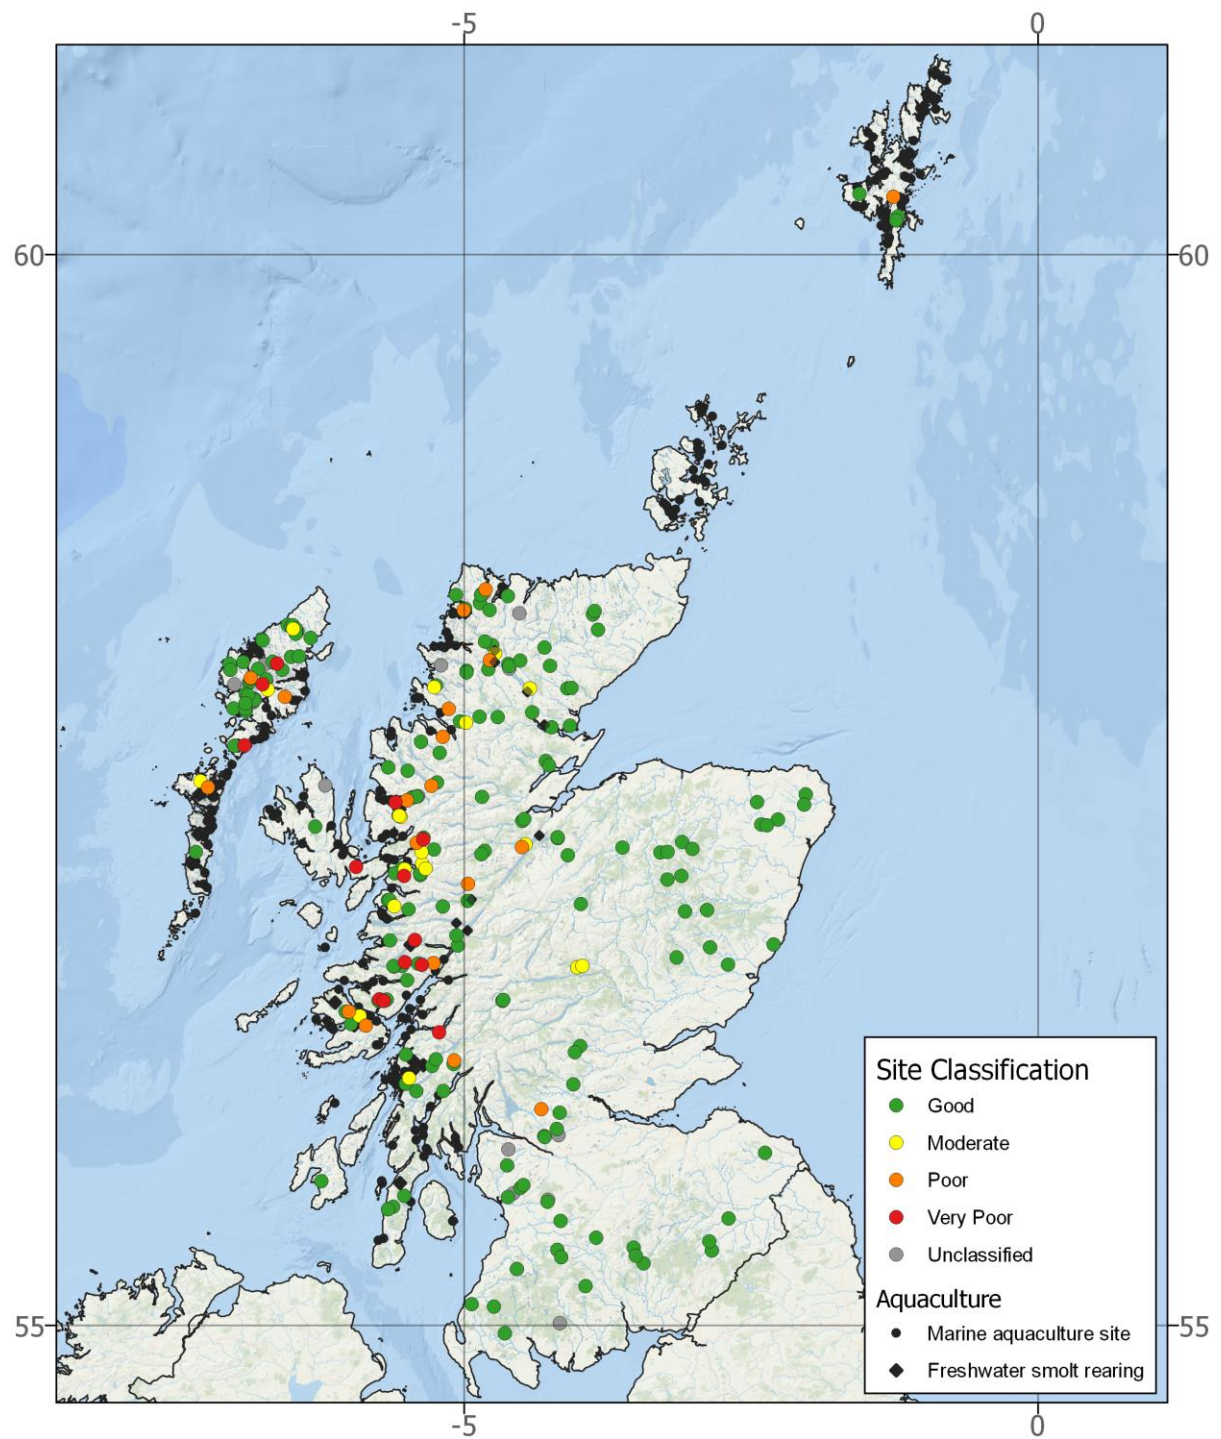 -5 0
60 60
Site Classification
Good
Moderate
Poor
Very Poor
Unclassified
Aquaculture
Marine aquaculture site
Freshwater smolt rearing
55 55
-5 0